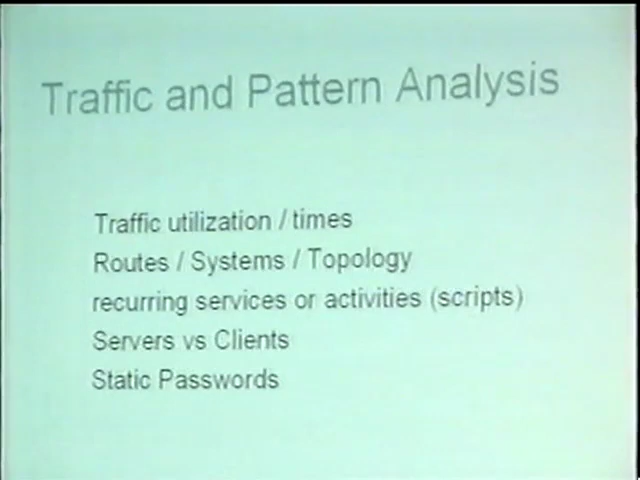 Traffic and Pattern Analysis
Traffic utilization / times
Routes / Systems / Topology
recurring services or activities (scripts)
Servers vs Clients
Static Passwords